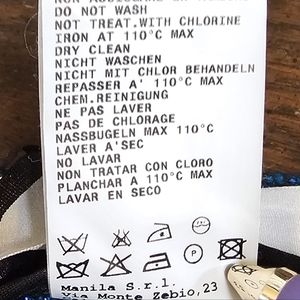 DO NOT WASH
NOT TREAT.WITH CHLORINE
IRON AT 110°C MAX
DRY CLEAN
NICHT WASCHEN
NICHT MIT CHLOR BEHANDELN
REPASSER A' 110°C MAX
CHEM.REINIGUNG
NE PAS LAVER
PAS DE CHLORAGE
NASSBUGELN MAX 110°C
LAVER A'SEC
NO LAVAR
NON TRATAR CON CLORO
PLANCHAR A 110°C MAX
LAVAR EN SECO
P
Manila S.r.l.
Via Monte Zebio,23